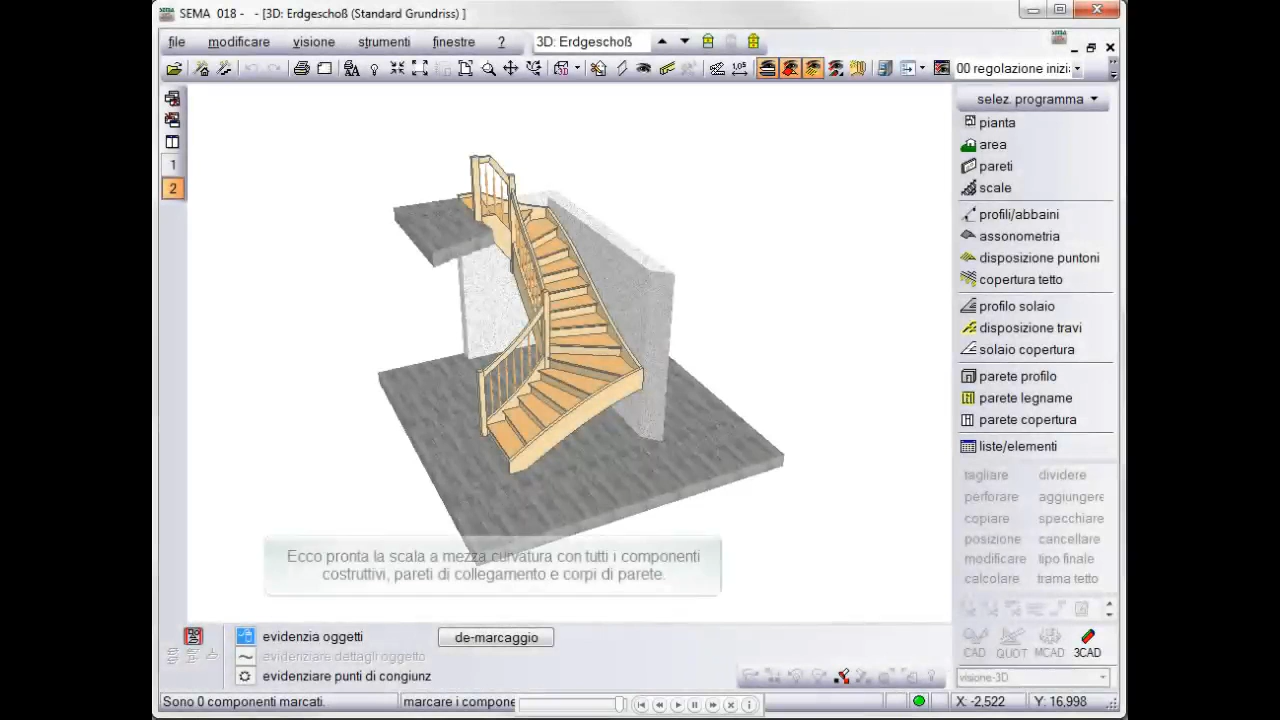 SEMA 018 - - [3D: Erdgeschoß (Standard Grundriss) ]
file modificare visione strumenti finestre ? 3D: Erdgeschoß
1,05 00 regolazione inizi:
1
2
selez. programma
pianta
area
pareti
scale
profili/abbaini
assonometria
disposizione puntoni
copertura tetto
profilo solaio
disposizione travi
solaio copertura
parete profilo
parete legname
parete copertura
liste/elementi
tagliare dividere
perforare aggiungere
copiare specchiare
posizione cancellare
modificare tipo finale
calcolare trama tetto
CAD QUOT MCAD 3CAD
visione-3D
Ecco pronta la scala a mezza curvatura con tutti i componenti
costruttivi, pareti di collegamento e corpi di parete.
evidenzia oggetti de-marcaggio
evidenziare dettagli oggetto
evidenziare punti di congiunz
Sono 0 componenti marcati. marcare i compone X: -2,522 Y: 16,998